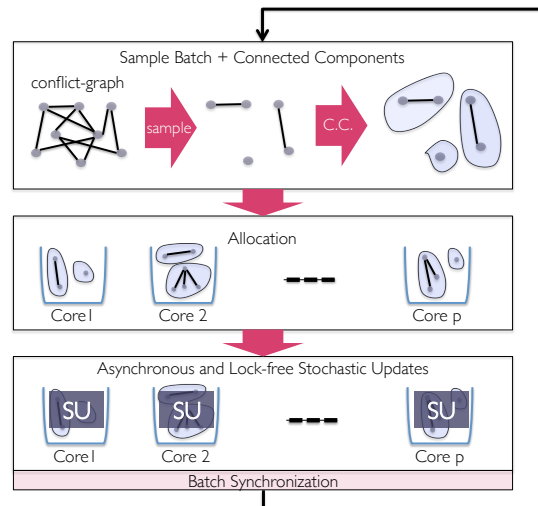 Sample Batch + Connected Components
conflict-graph
sample
C.C.
Allocation
Core1
Core 2
Core p
Asynchronous and Lock-free Stochastic Updates
SU
SU
SU
Core1
Core 2
Core p
Batch Synchronization